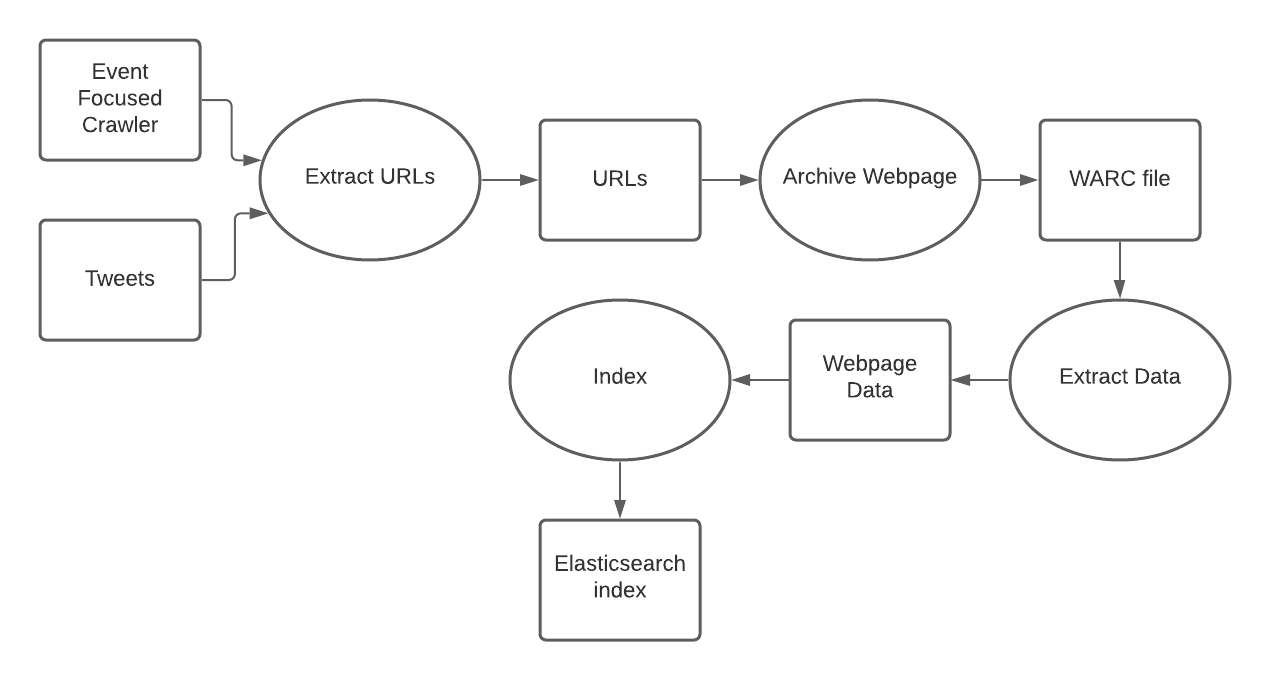 Event
Focused
Crawler
Tweets
Extract URLs
URLs
Archive Webpage
WARC file
Extract Data
Webpage
Data
Index
Elasticsearch
index